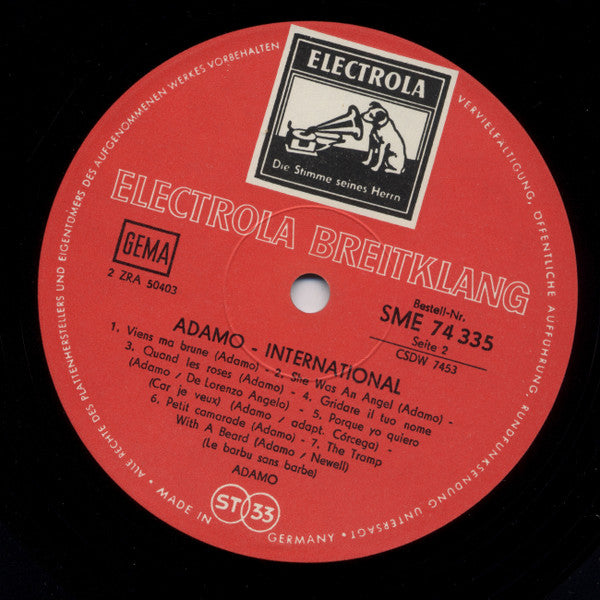 ELECTROLA
Die Stimme seines Herrn
ELECTROLA BREITKLANG
GEMA
2 ZRA 50403
Bestell-Nr.
SME 74 335
Seite 2
CSDW 7453
ADAMO - INTERNATIONAL
1. Viens ma brune (Adamo) - 2. She Was An Angel (Adamo) -
3. Quand les roses (Adamo) - 4. Gridare il tuo nome
(Adamo / De Lorenzo Angelo) - 5. Porque yo quiero
(Car je veux) (Adamo / adapt. Córcega) -
6. Petit camarade (Adamo) - 7. The Tramp
With A Beard (Adamo / Newell)
(Le barbu sans barbe)
ADAMO
ST 33
MADE IN GERMANY
· ALLE RECHTE DES PLATTENHERSTELLERS UND EIGENTÜMERS DES AUFGENOMMENEN WERKES VORBEHALTEN
VERVIELFÄLTIGUNG, ÖFFENTLICHE AUFFÜHRUNG, RUNDFUNKSENDUNG UNTERSAGT ·